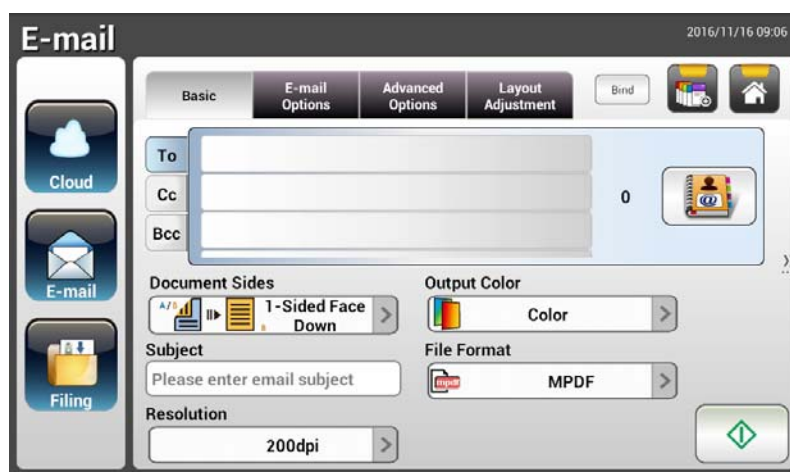 E-mail
2016/11/16 09:06
Basic
E-mail Options
Advanced Options
Layout Adjustment
Bind
Cloud
E-mail
Filing
To
Cc
Bcc
0
@
Document Sides
A/B
1-Sided Face Down
Output Color
Color
Subject
Please enter email subject
File Format
mpdf
MPDF
Resolution
200dpi